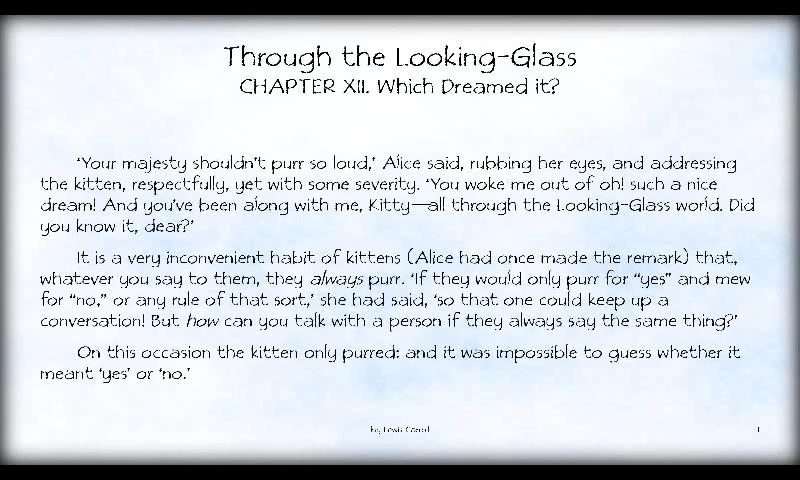 Through the Looking-Glass
CHAPTER XII. Which Dreamed it?
‘Your majesty shouldn’t purr so loud,’ Alice said, rubbing her eyes, and addressing
the kitten, respectfully, yet with some severity. ‘You woke me out of oh! such a nice
dream! And you’ve been along with me, Kitty—all through the Looking-Glass world. Did
you know it, dear?’
It is a very inconvenient habit of kittens (Alice had once made the remark) that,
whatever you say to them, they always purr. ‘If they would only purr for “yes” and mew
for “no,” or any rule of that sort,’ she had said, ‘so that one could keep up a
conversation! But how can you talk with a person if they always say the same thing?’
On this occasion the kitten only purred: and it was impossible to guess whether it
meant ‘yes’ or ‘no.’
by Lewis Carroll
1